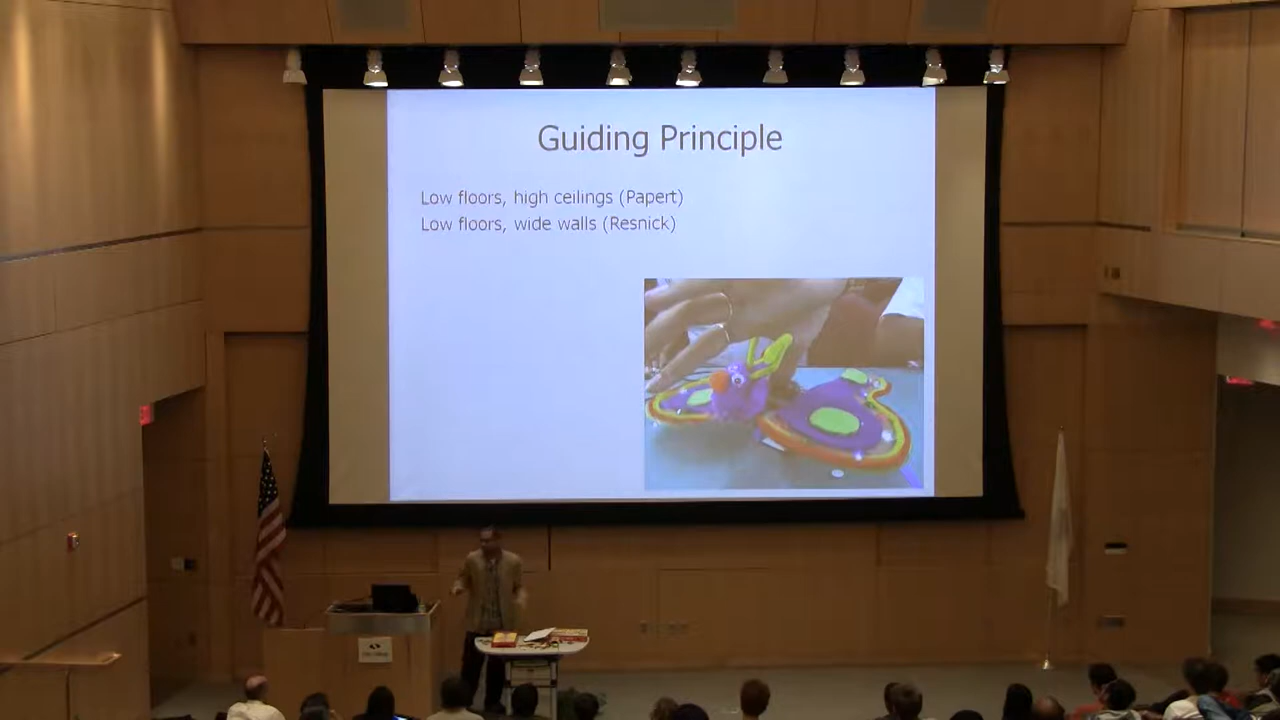 Guiding Principle
Low floors, high ceilings (Papert)
Low floors, wide walls (Resnick)